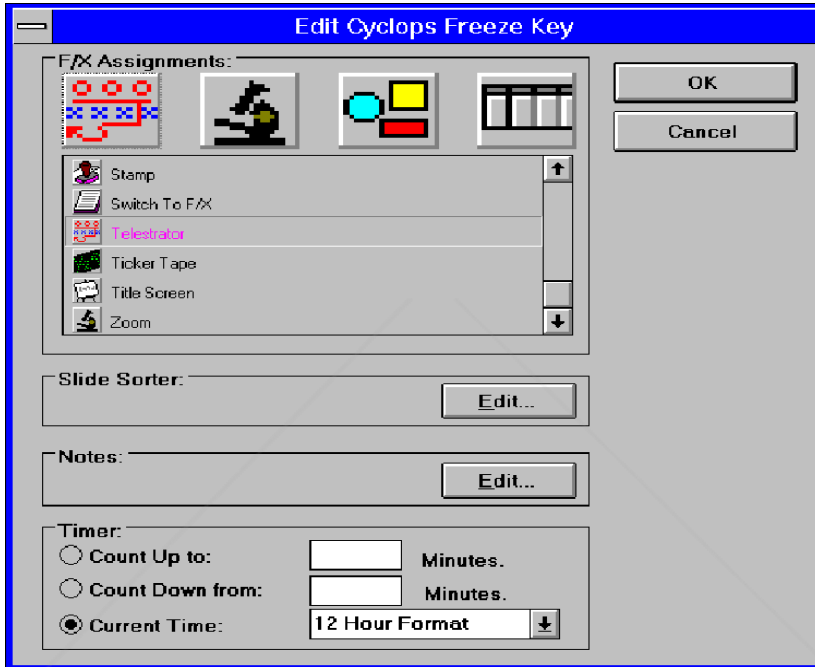 Edit Cyclops Freeze Key
F/X Assignments:
OK
Cancel
Stamp
Switch To F/X
Telestrator
Ticker Tape
Title Screen
Zoom
Slide Sorter:
Edit...
Notes:
Edit...
Timer:
Count Up to: Minutes.
Count Down from: Minutes.
Current Time: 12 Hour Format